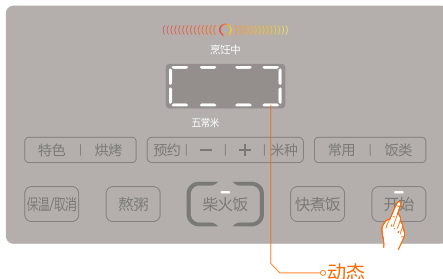 烹饪中
五常米
特色 | 烘烤 预约 | − | + | 米种 常用 | 饭类
保温/取消 熬粥 柴火饭 快煮饭 开始
动态